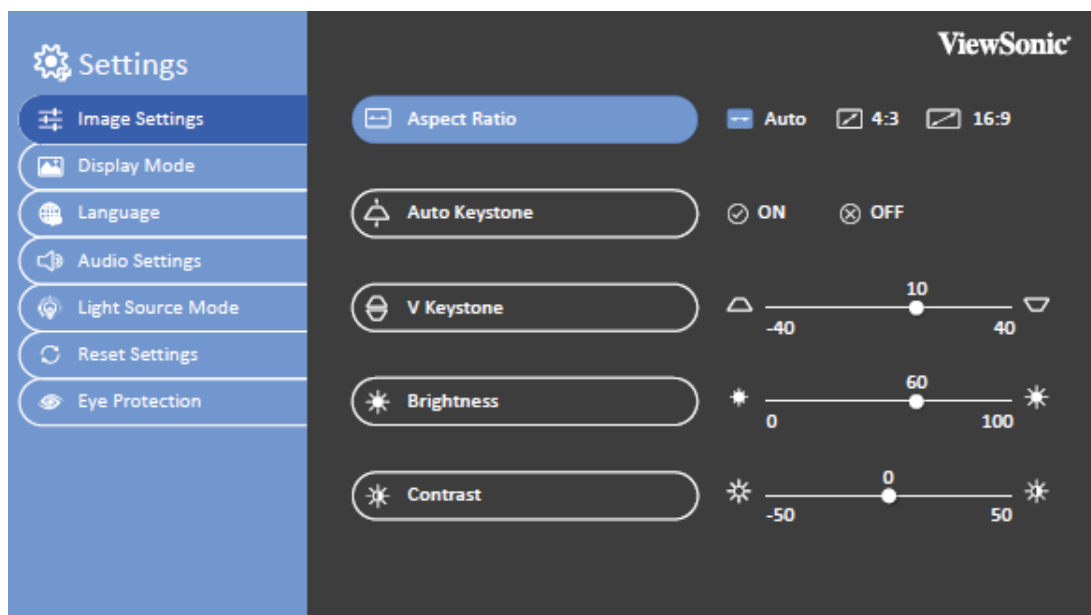 ViewSonic
Settings
Image Settings
Display Mode
Language
Audio Settings
Light Source Mode
Reset Settings
Eye Protection
Aspect Ratio Auto 4:3 16:9
Auto Keystone ON OFF
V Keystone 10
-40 40
Brightness 60
0 100
Contrast 0
-50 50